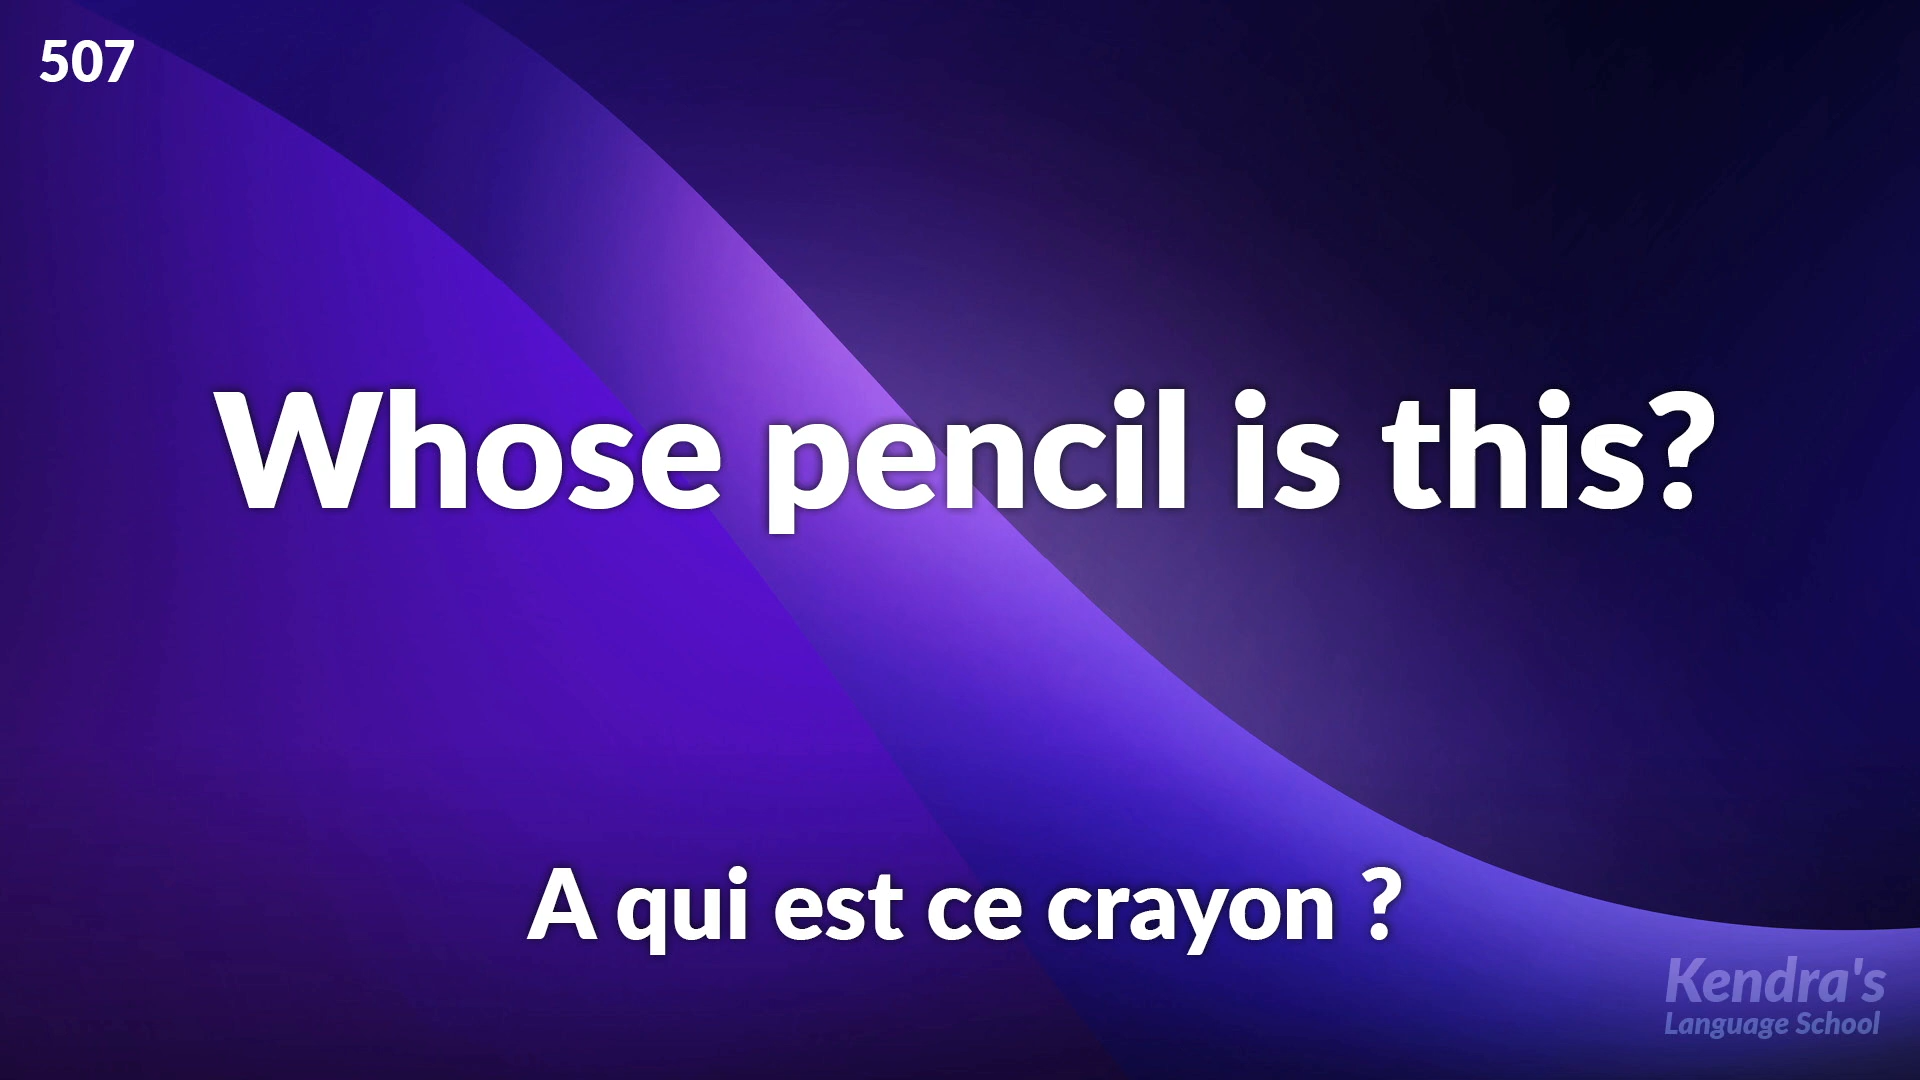 507
Whose pencil is this?
A qui est ce crayon ?
Kendra's
Language School